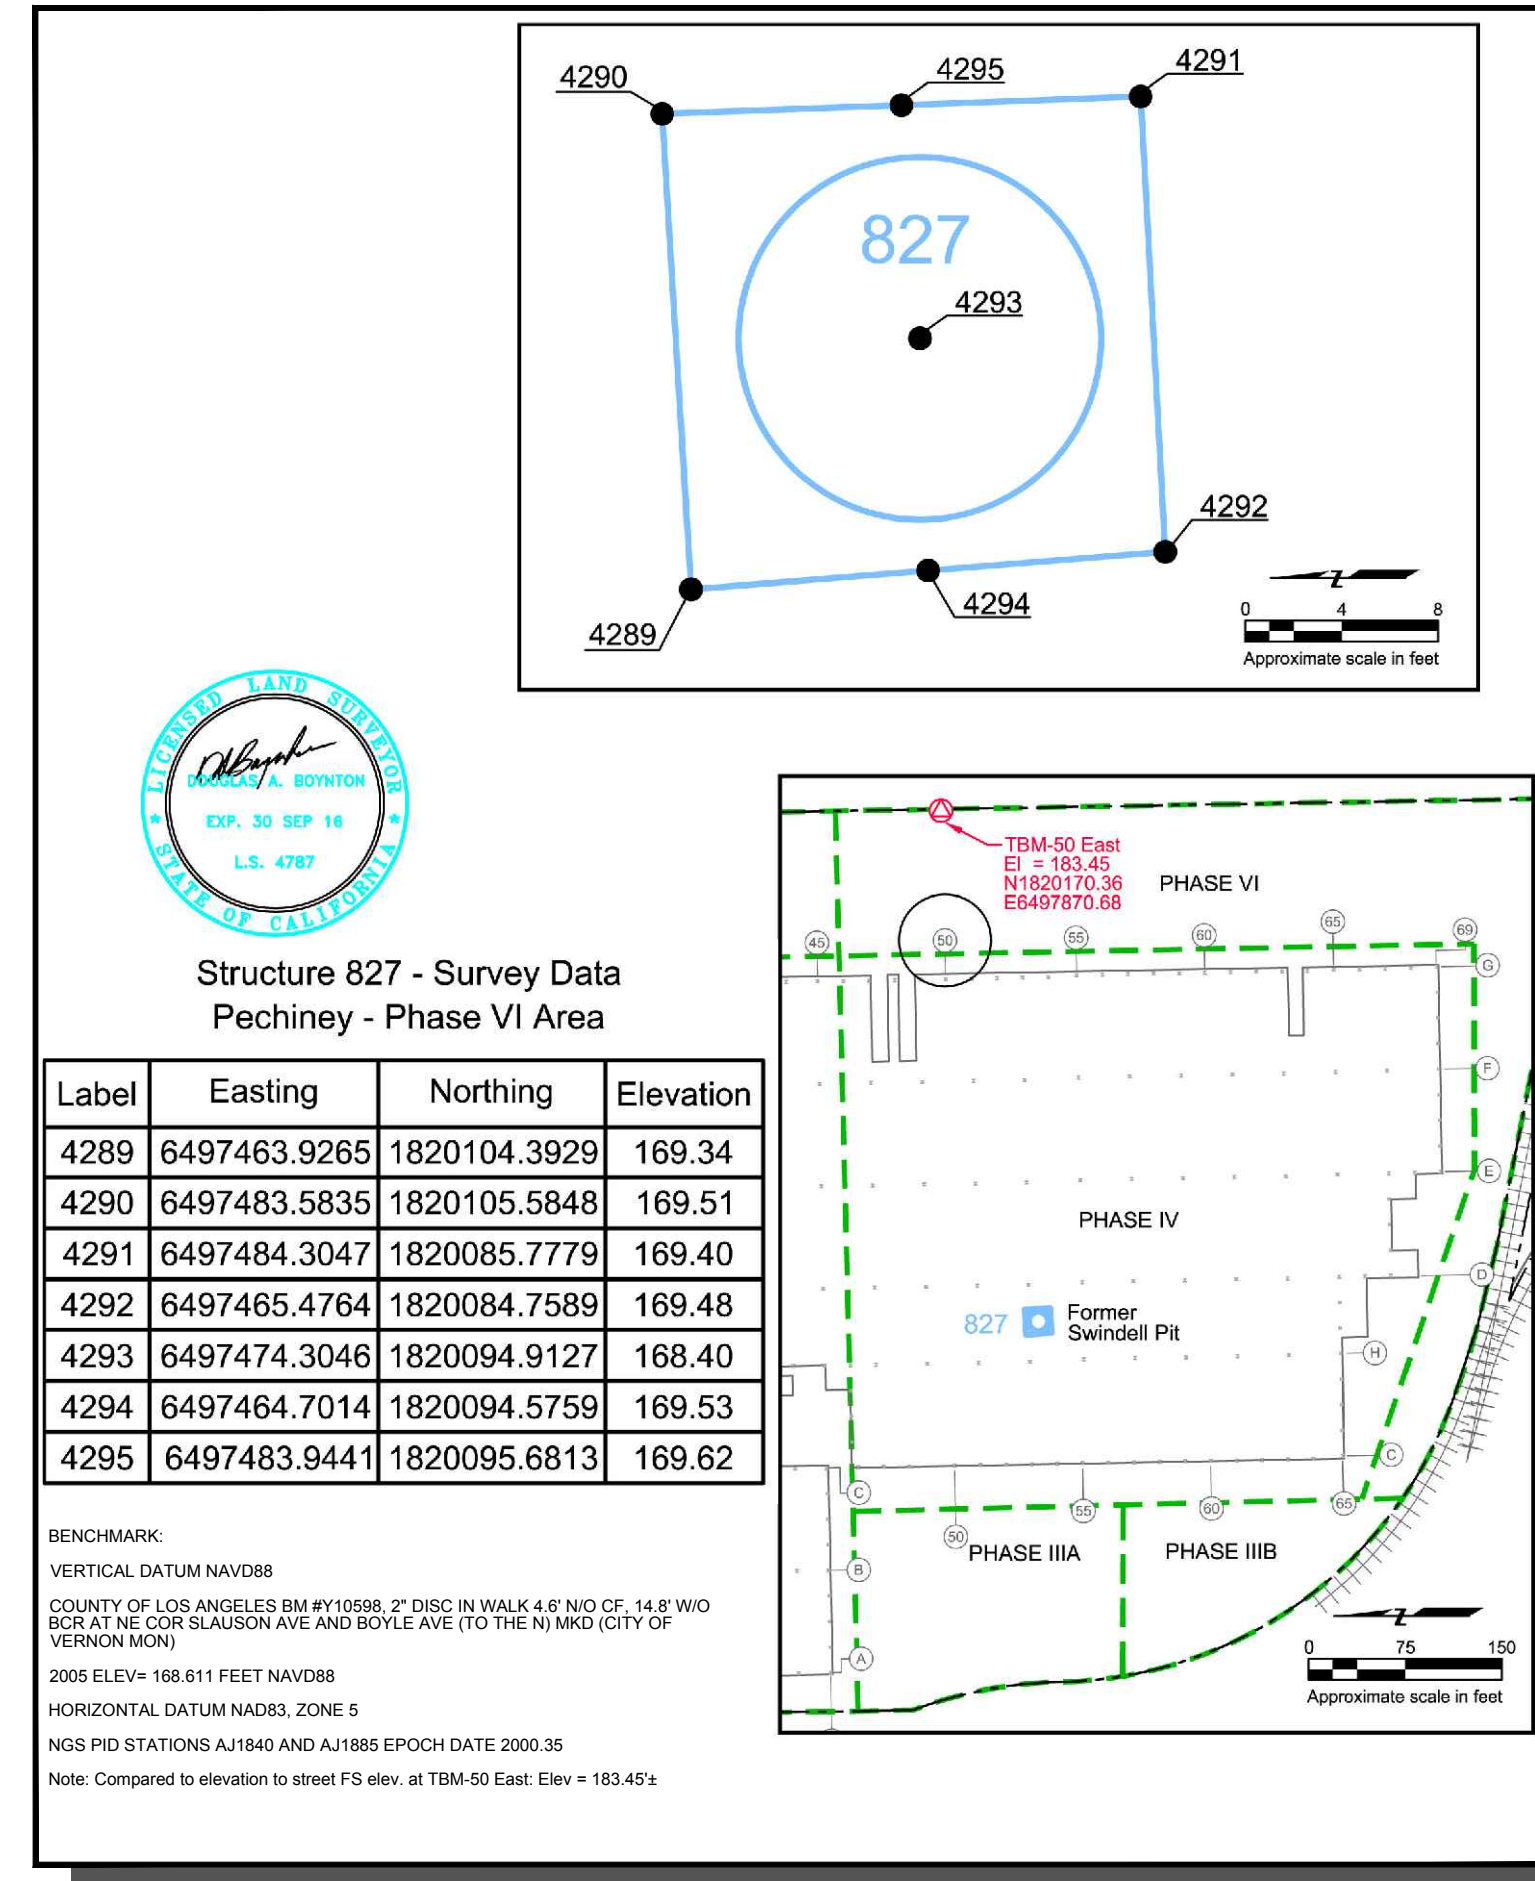 4290
4295
4291
827
4293
4292
4294
4289
Z
0 4 8
Approximate scale in feet
LICENSED LAND SURVEYOR
DOUGLAS A. BOYNTON
EXP. 30 SEP 16
L.S. 4787
STATE OF CALIFORNIA
Structure 827 - Survey Data
Pechiney - Phase VI Area
Label Easting Northing Elevation
4289 6497463.9265 1820104.3929 169.34
4290 6497483.5835 1820105.5848 169.51
4291 6497484.3047 1820085.7779 169.40
4292 6497465.4764 1820084.7589 169.48
4293 6497474.3046 1820094.9127 168.40
4294 6497464.7014 1820094.5759 169.53
4295 6497483.9441 1820095.6813 169.62
BENCHMARK:
VERTICAL DATUM NAVD88
COUNTY OF LOS ANGELES BM #Y10598, 2" DISC IN WALK 4.6' N/O CF, 14.8' W/O
BCR AT NE COR SLAUSON AVE AND BOYLE AVE (TO THE N) MKD (CITY OF
VERNON MON)
2005 ELEV= 168.611 FEET NAVD88
HORIZONTAL DATUM NAD83, ZONE 5
NGS PID STATIONS AJ1840 AND AJ1885 EPOCH DATE 2000.35
Note: Compared to elevation to street FS elev. at TBM-50 East: Elev = 183.45'±
TBM-50 East
El = 183.45
N1820170.36
E6497870.68
PHASE VI
45 50 55 60 65 69
G
F
E
PHASE IV
D
827
Former
Swindell Pit
H
C
C
50 55 60 65
PHASE IIIA
PHASE IIIB
B
A
Z
0 75 150
Approximate scale in feet